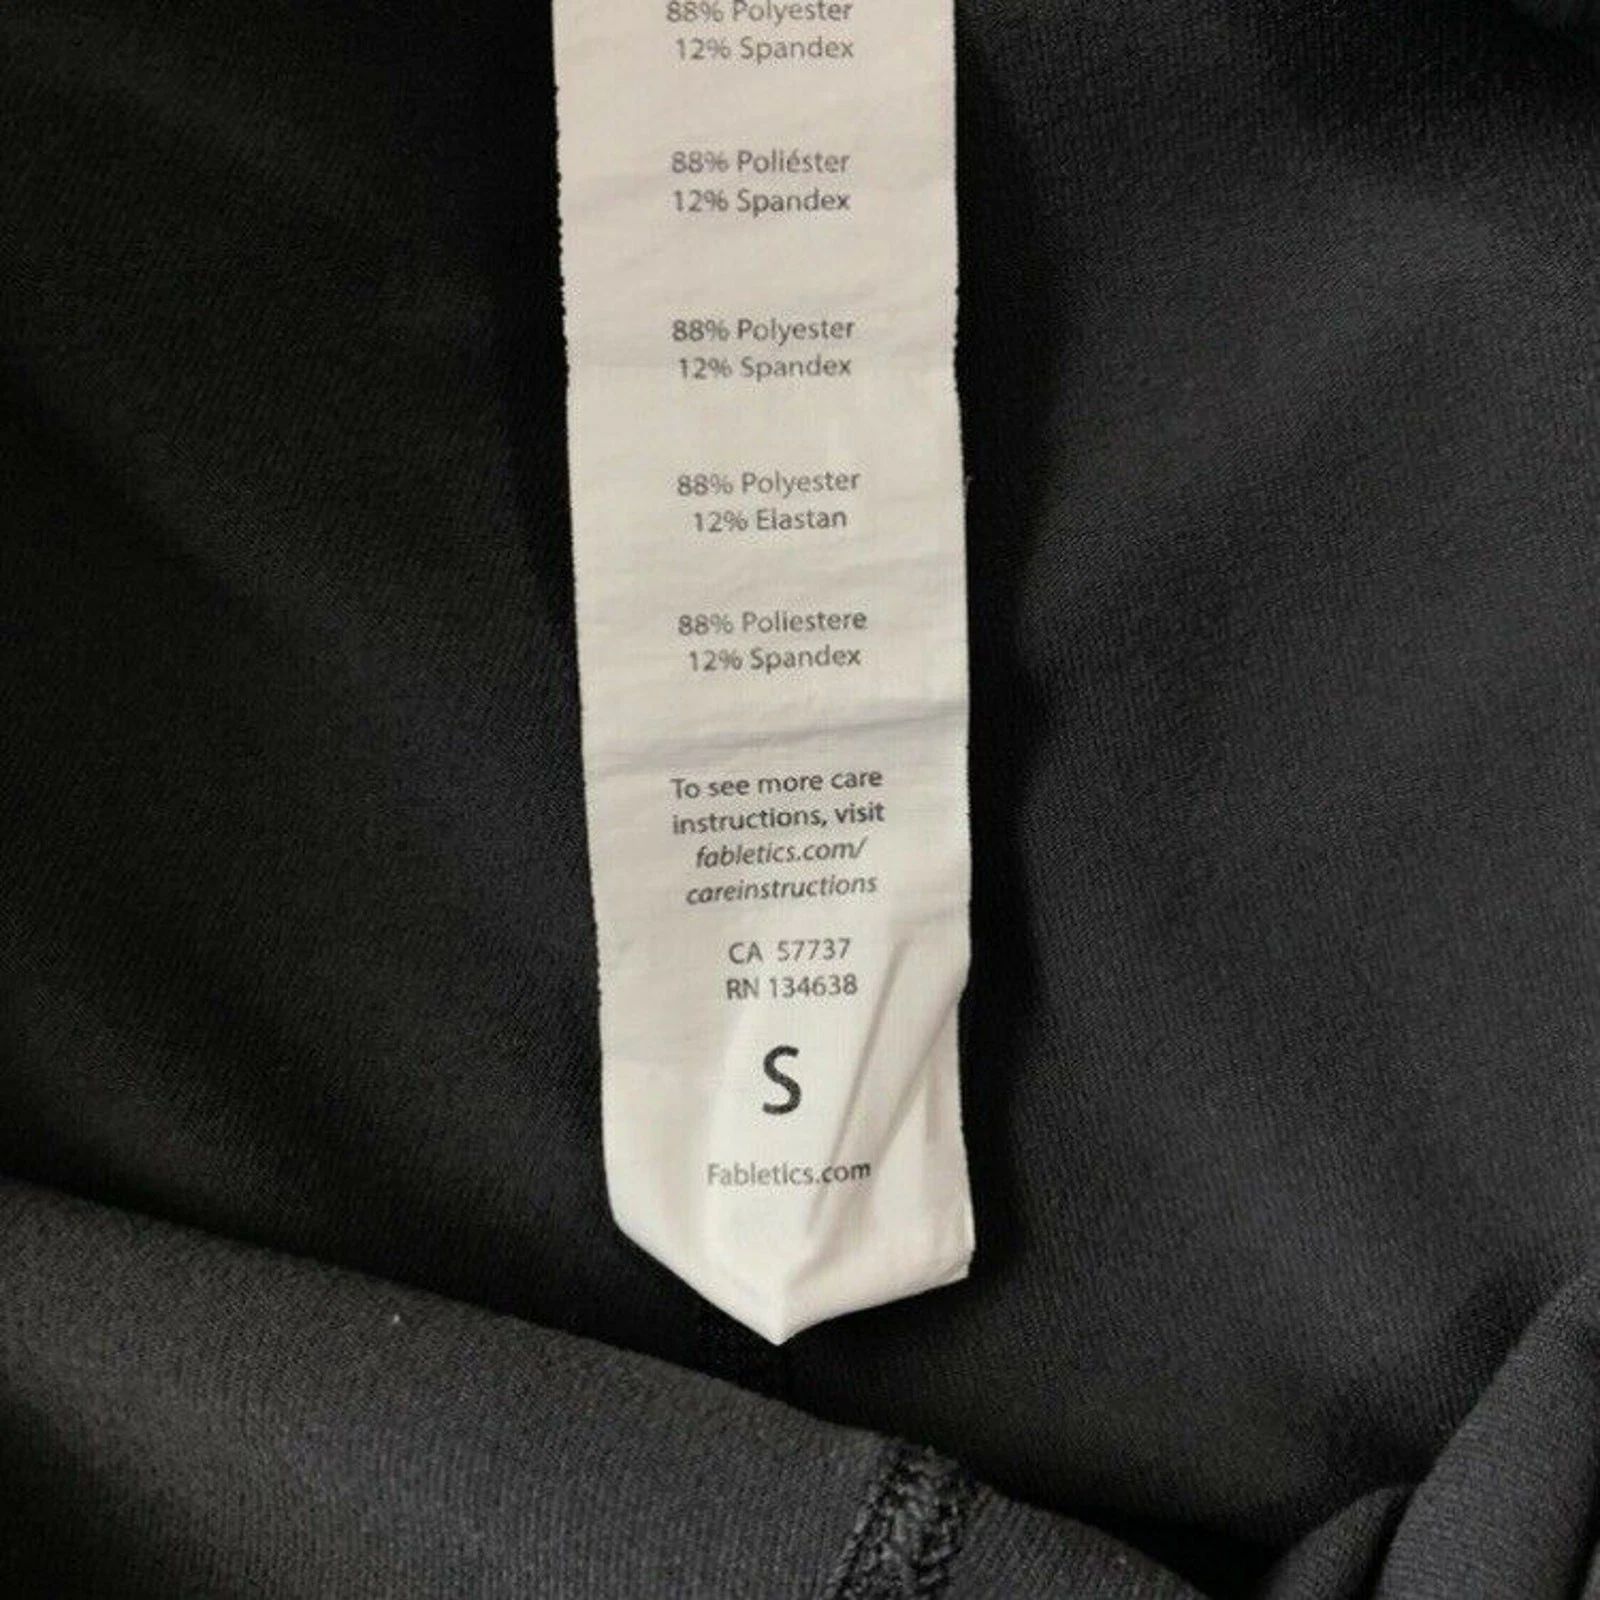 88% Polyester
12% Spandex
88% Poliéster
12% Spandex
88% Polyester
12% Spandex
88% Polyester
12% Elastan
88% Poliestere
12% Spandex
To see more care
instructions, visit
fabletics.com/
careinstructions
CA 57737
RN 134638
S
Fabletics.com